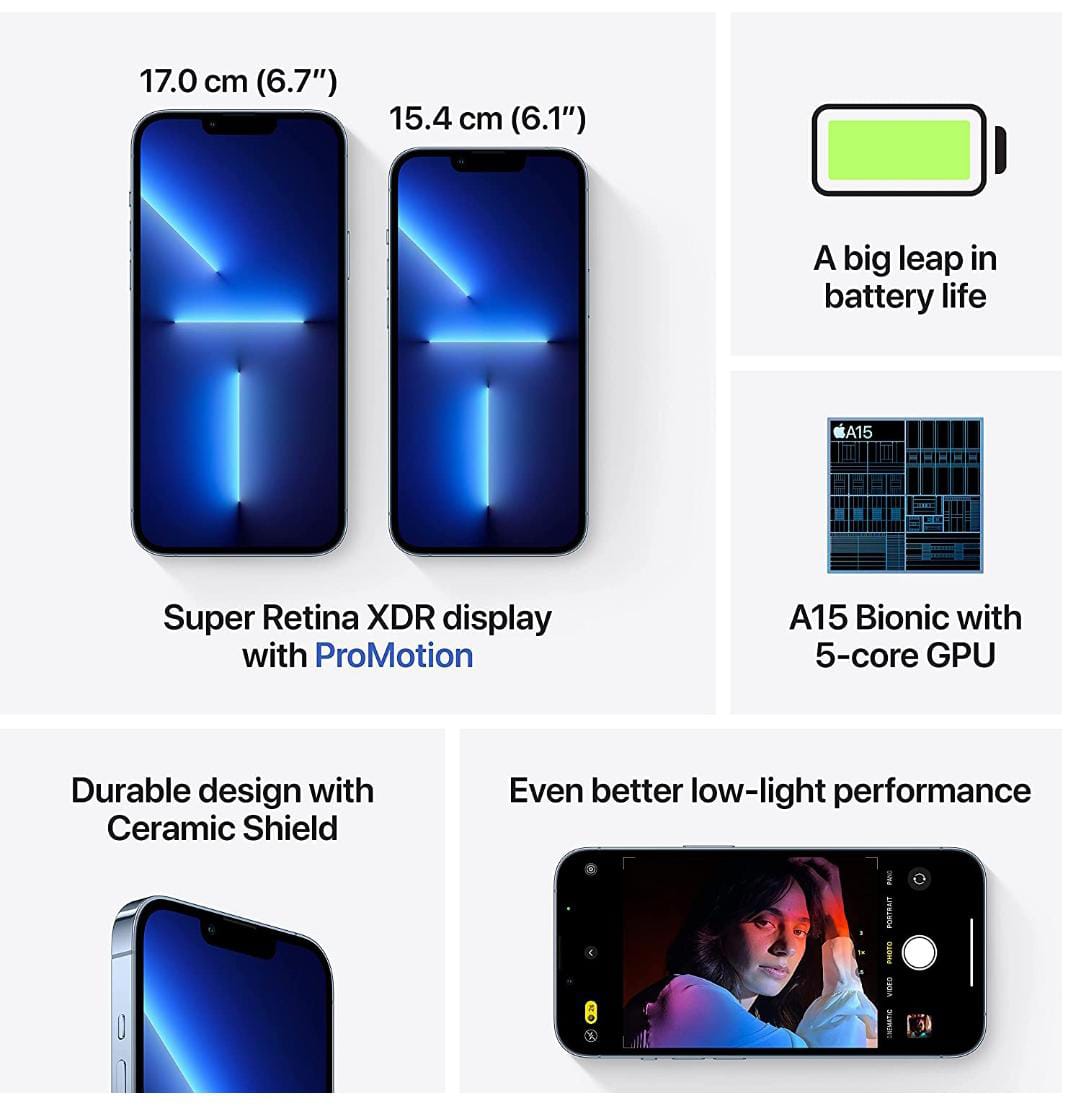 17.0 cm (6.7”)
15.4 cm (6.1”)
Super Retina XDR display
with ProMotion
A big leap in
battery life
A15
A15 Bionic with
5-core GPU
Durable design with
Ceramic Shield
Even better low-light performance
PANO
PORTRAIT
PHOTO
VIDEO
CINEMATIC
3
1×
.5
2s